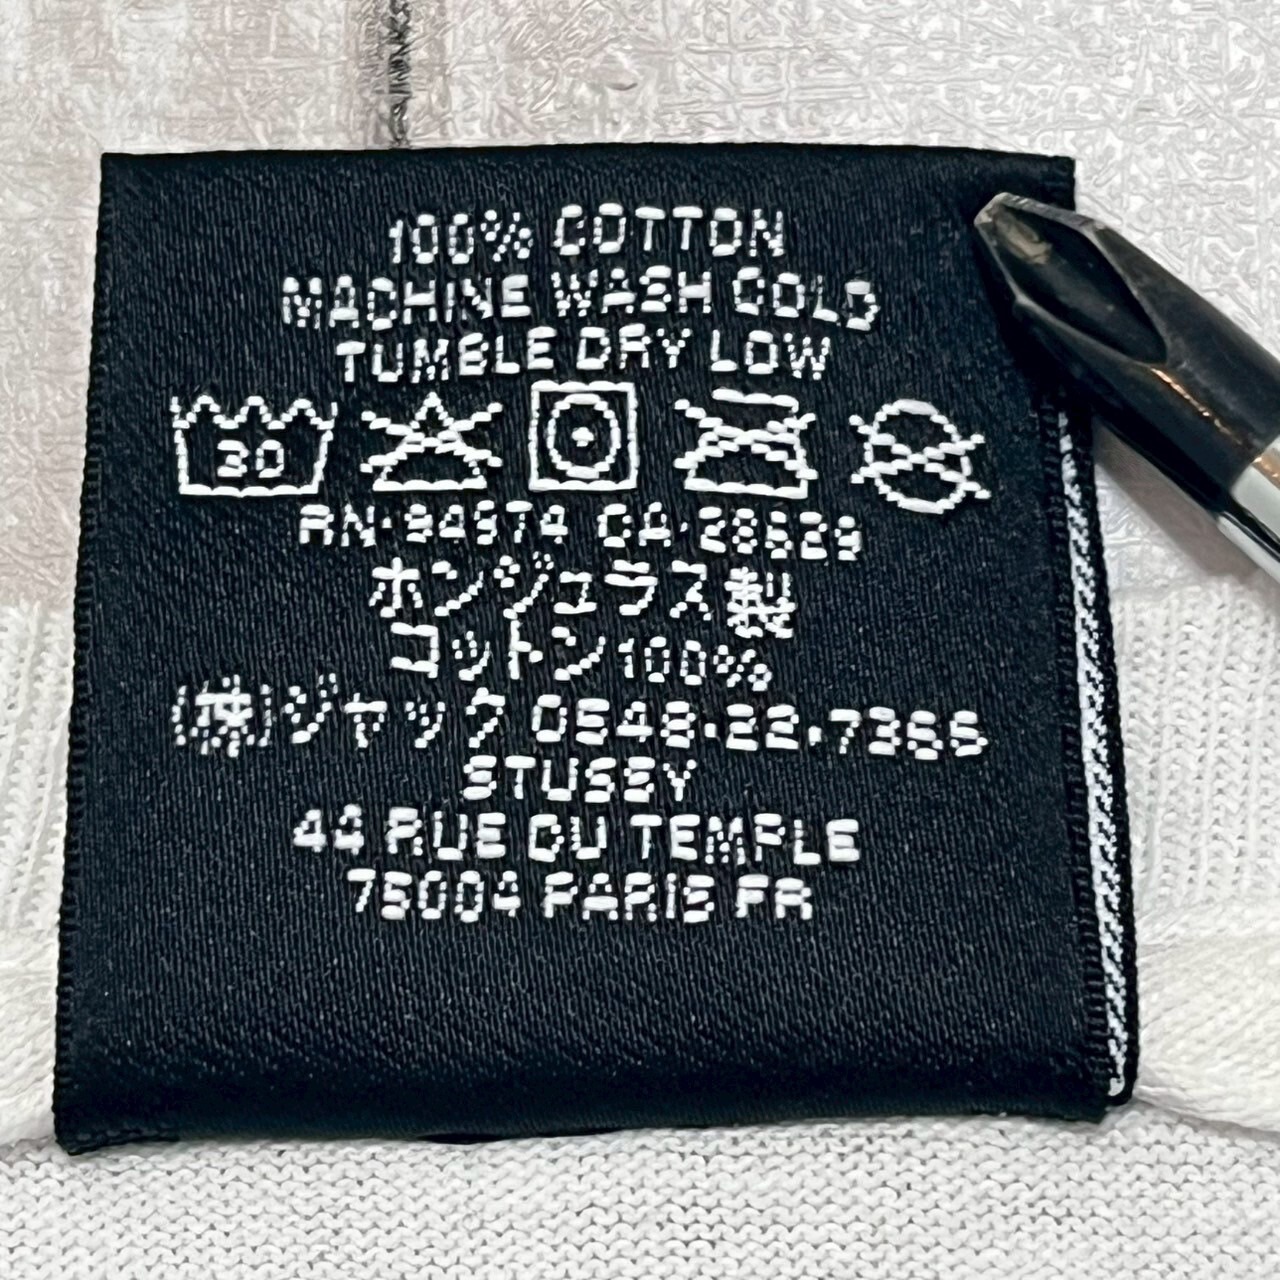 100% COTTON
MACHINE WASH COLD
TUMBLE DRY LOW
30
RN·94974 CA·28629
ホンジュラス製
コットン100%
(株)ジャック 0548-22-7366
STUSSY
44 RUE DU TEMPLE
75004 PARIS FR